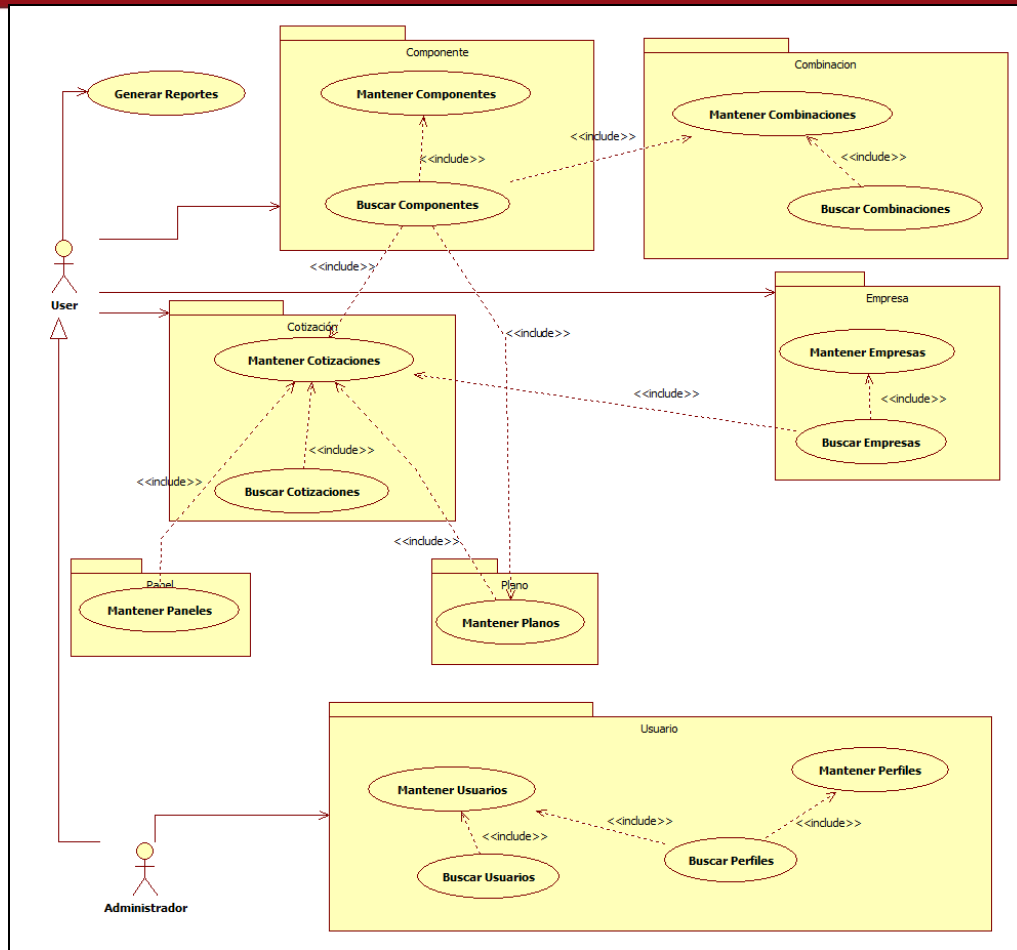 Componente
Combinacion
Generar Reportes
Mantener Componentes
Mantener Combinaciones
<<include>>
<<include>>
<<include>>
Buscar Componentes
Buscar Combinaciones
<<include>>
User
Empresa
Cotización
<<include>>
Mantener Cotizaciones
Mantener Empresas
<<include>>
<<include>>
Buscar Empresas
<<include>>
<<include>>
Buscar Cotizaciones
<<include>>
Panel
Plano
Mantener Paneles
Mantener Planos
Usuario
Mantener Perfiles
Mantener Usuarios
<<include>>
<<include>>
<<include>>
Buscar Perfiles
Buscar Usuarios
Administrador